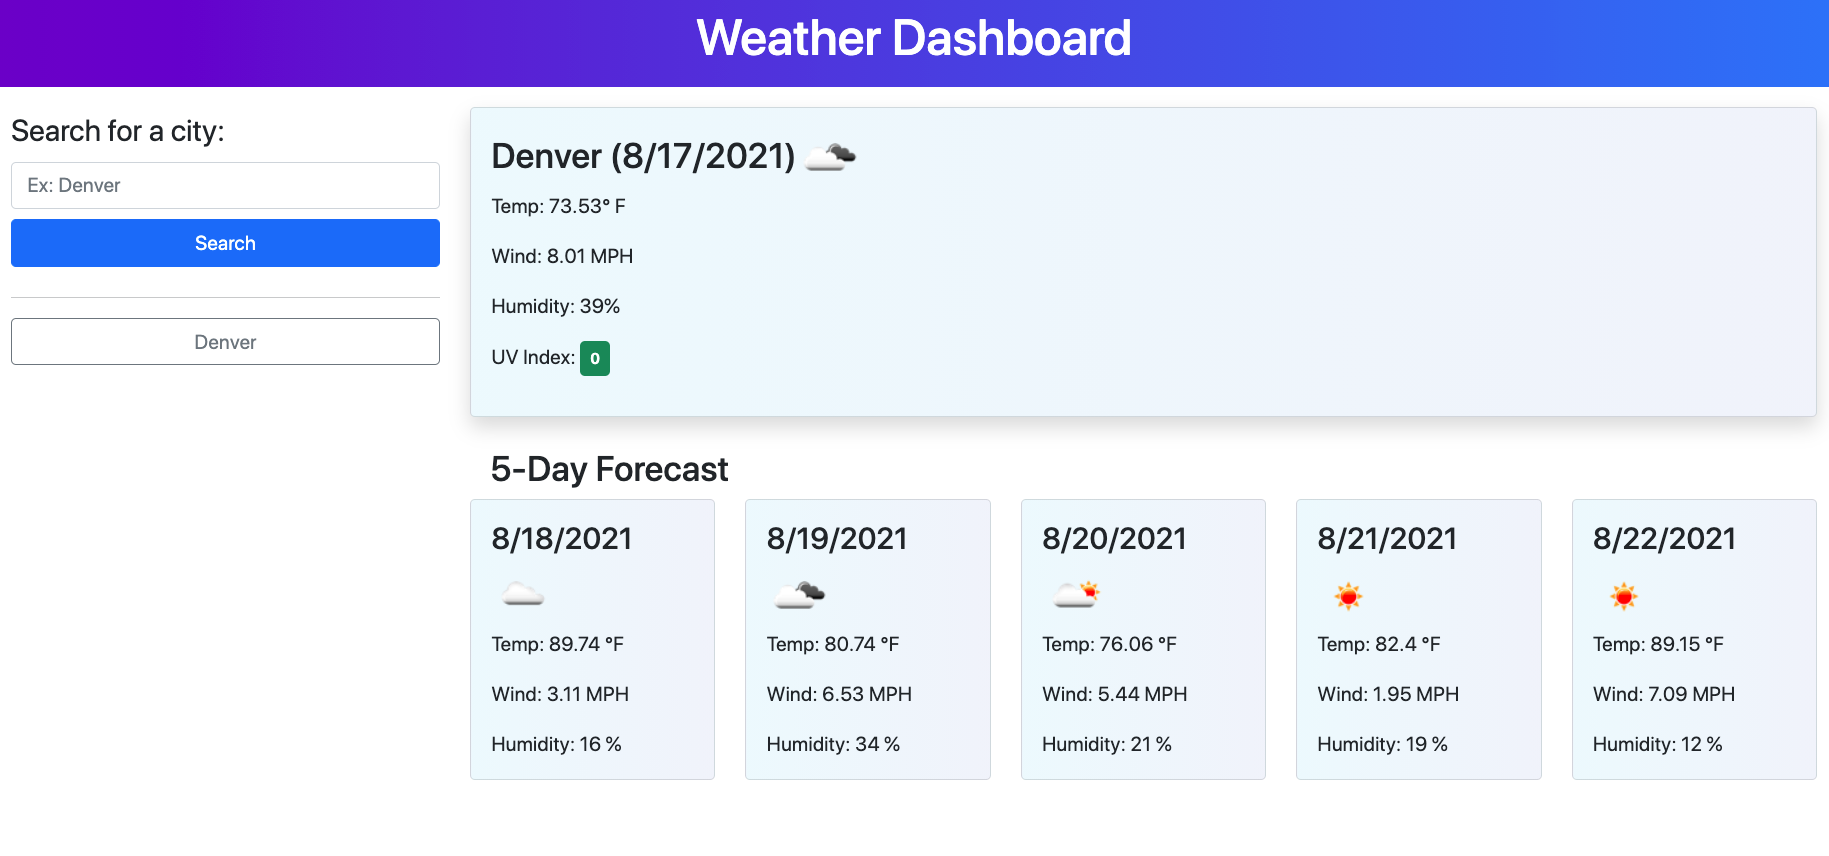 Weather Dashboard
Search for a city:
Ex: Denver
Search
Denver
Denver (8/17/2021)
Temp: 73.53° F
Wind: 8.01 MPH
Humidity: 39%
UV Index: 0
5-Day Forecast
8/18/2021
Temp: 89.74 °F
Wind: 3.11 MPH
Humidity: 16 %
8/19/2021
Temp: 80.74 °F
Wind: 6.53 MPH
Humidity: 34 %
8/20/2021
Temp: 76.06 °F
Wind: 5.44 MPH
Humidity: 21 %
8/21/2021
Temp: 82.4 °F
Wind: 1.95 MPH
Humidity: 19 %
8/22/2021
Temp: 89.15 °F
Wind: 7.09 MPH
Humidity: 12 %